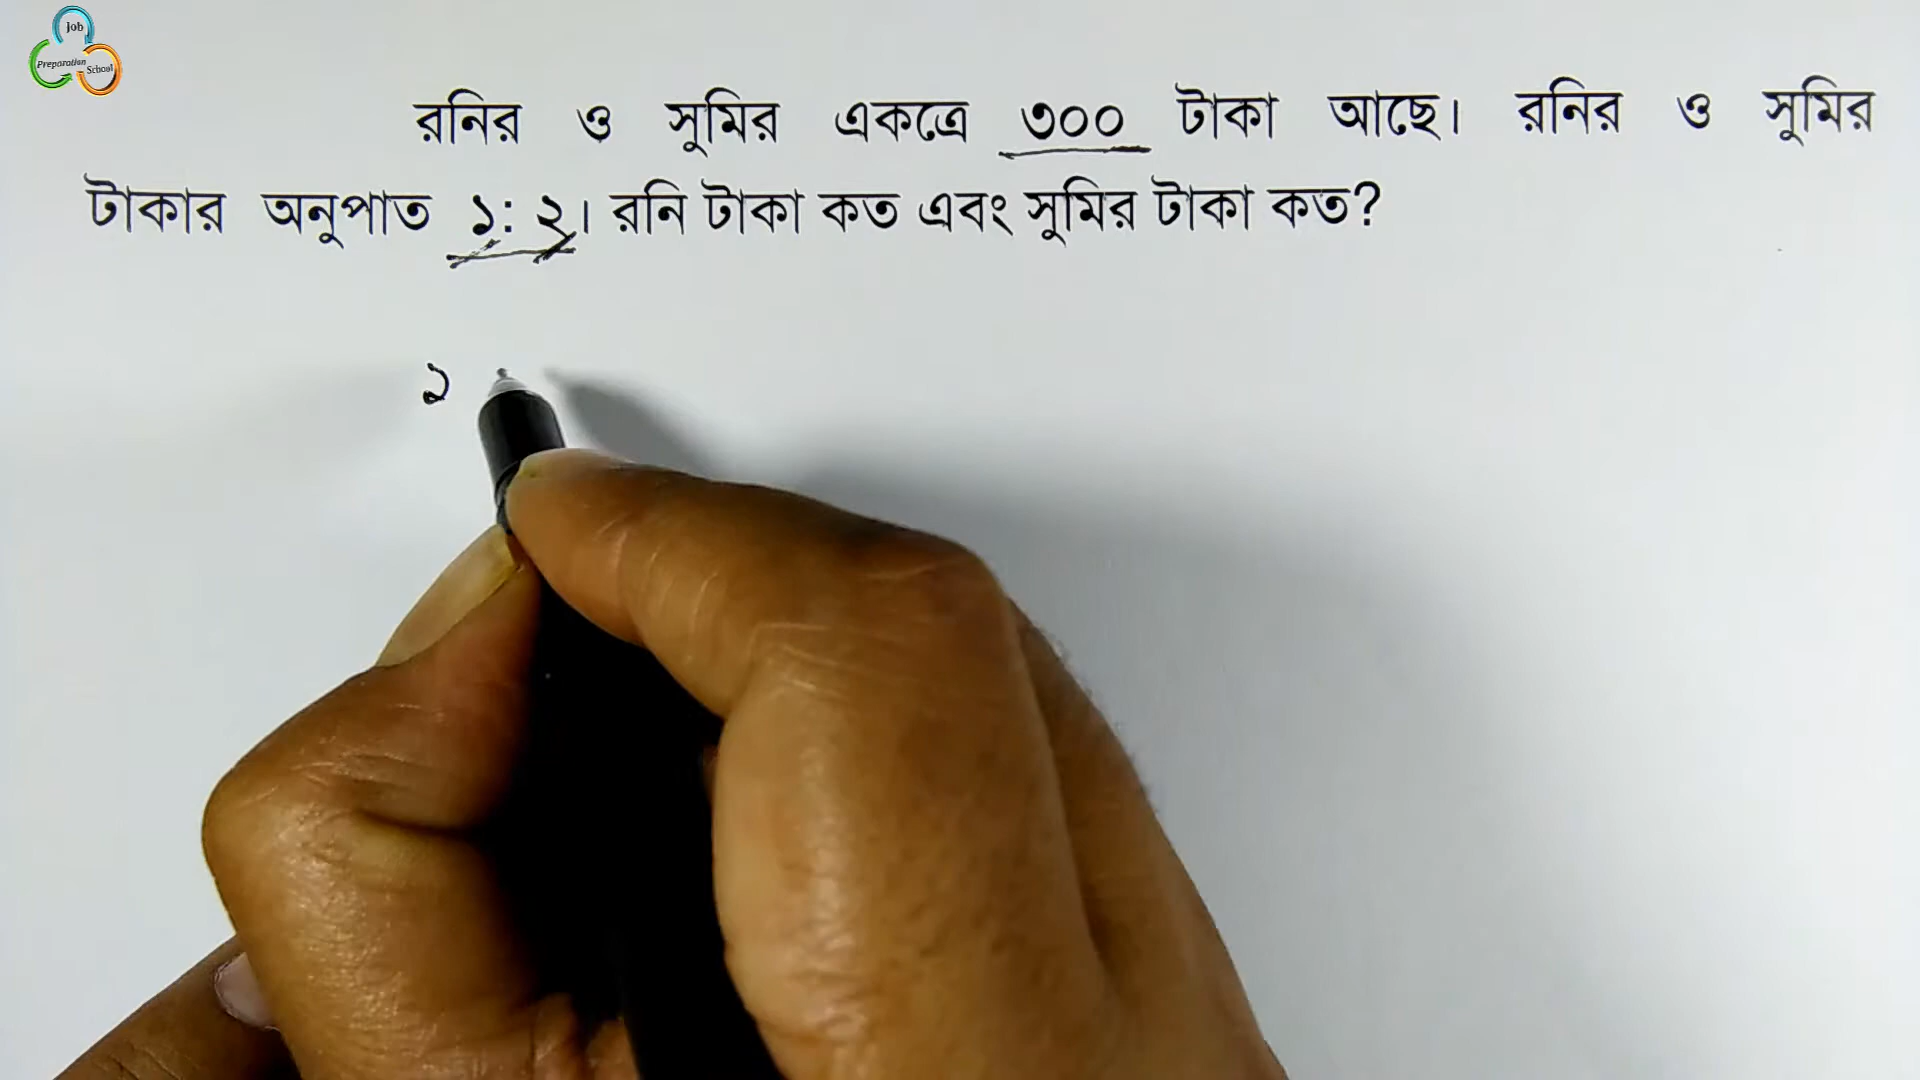 Job
Preparation
School
রনির ও সুমির একত্রে ৩০০ টাকা আছে। রনির ও সুমির
টাকার অনুপাত ১: ২। রনি টাকা কত এবং সুমির টাকা কত?
১